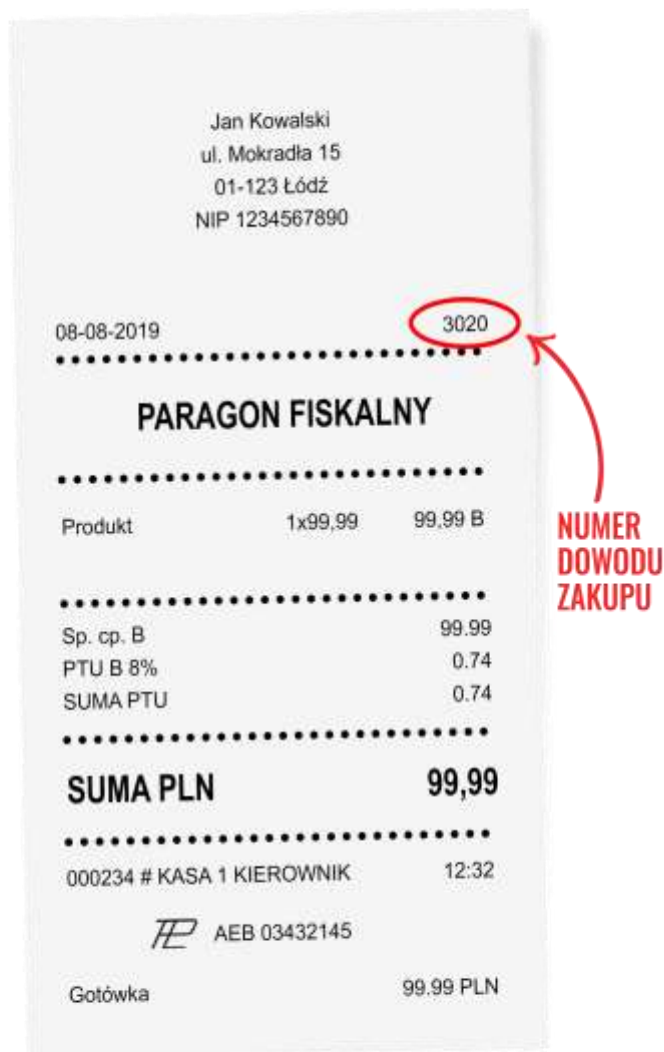 Jan Kowalski
ul. Mokradła 15
01-123 Łódź
NIP 1234567890
08-08-2019 3020
PARAGON FISKALNY
Produkt 1x99,99 99,99 B
NUMER
DOWODU
ZAKUPU
Sp. cp. B 99.99
PTU B 8% 0.74
SUMA PTU 0.74
SUMA PLN 99,99
000234 # KASA 1 KIEROWNIK 12:32
AEB 03432145
Gotówka 99.99 PLN